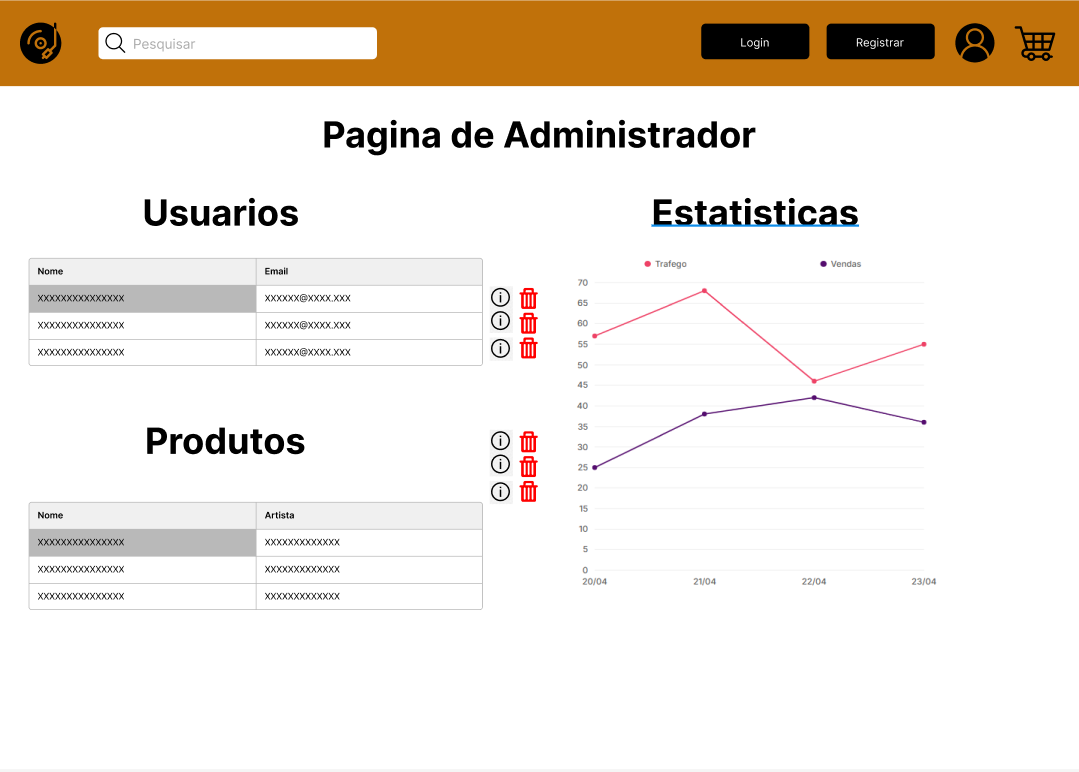 Pesquisar
Login
Registrar
Pagina de Administrador
Usuarios
Nome Email
XXXXXXXXXXXXXXX XXXXXX@XXXX.XXX
XXXXXXXXXXXXXXX XXXXXX@XXXX.XXX
XXXXXXXXXXXXXXX XXXXXX@XXXX.XXX
Produtos
Nome Artista
XXXXXXXXXXXXXXX XXXXXXXXXXXXX
XXXXXXXXXXXXXXX XXXXXXXXXXXXX
XXXXXXXXXXXXXXX XXXXXXXXXXXXX
Estatisticas
Trafego Vendas
70
65
60
55
50
45
40
35
30
25
20
15
10
5
0
20/04 21/04 22/04 23/04